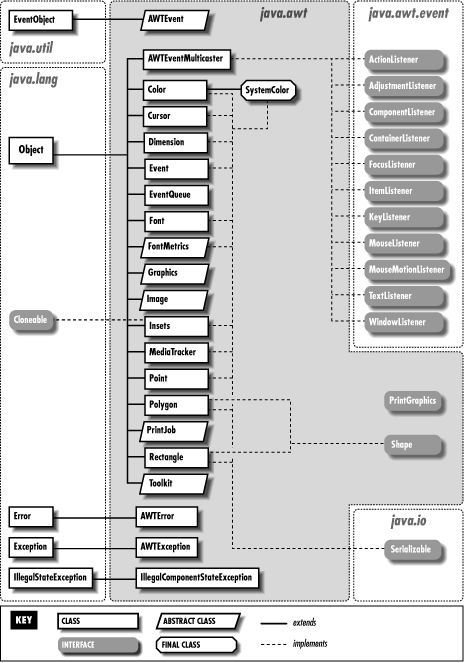 EventObject
AWTEvent
java.awt
java.awt.event
java.util
java.lang
AWTEventMulticaster
ActionListener
Color
SystemColor
AdjustmentListener
Cursor
ComponentListener
Object
Dimension
ContainerListener
Event
FocusListener
EventQueue
ItemListener
Font
KeyListener
FontMetrics
MouseListener
Graphics
MouseMotionListener
Image
TextListener
Cloneable
Insets
WindowListener
MediaTracker
Point
Polygon
PrintGraphics
PrintJob
Shape
Rectangle
Toolkit
Error
AWTError
java.io
Exception
AWTException
Serializable
IllegalStateException
IllegalComponentStateException
KEY
CLASS
ABSTRACT CLASS
extends
INTERFACE
FINAL CLASS
implements